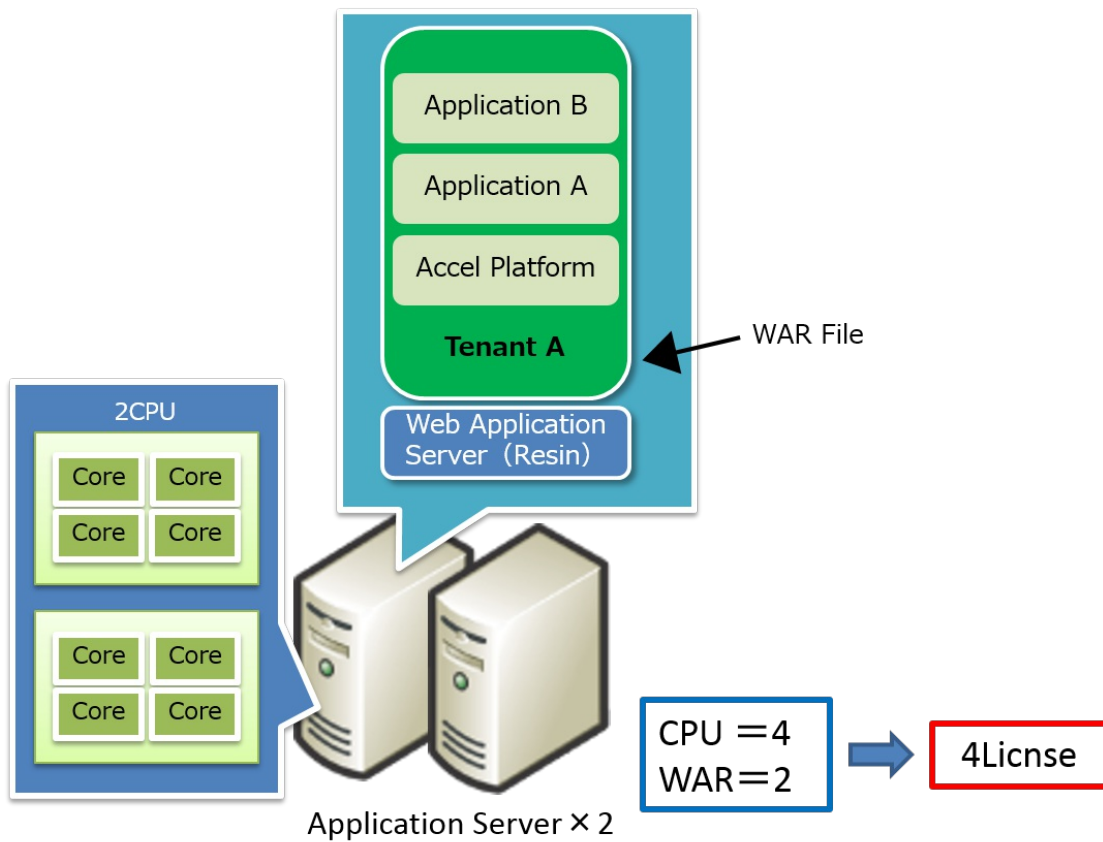 Application B
Application A
Accel Platform
Tenant A
WAR File
Web Application
Server（Resin）
2CPU
Core Core
Core Core
Core Core
Core Core
CPU ＝4
WAR＝2
4Licnse
Application Server × 2